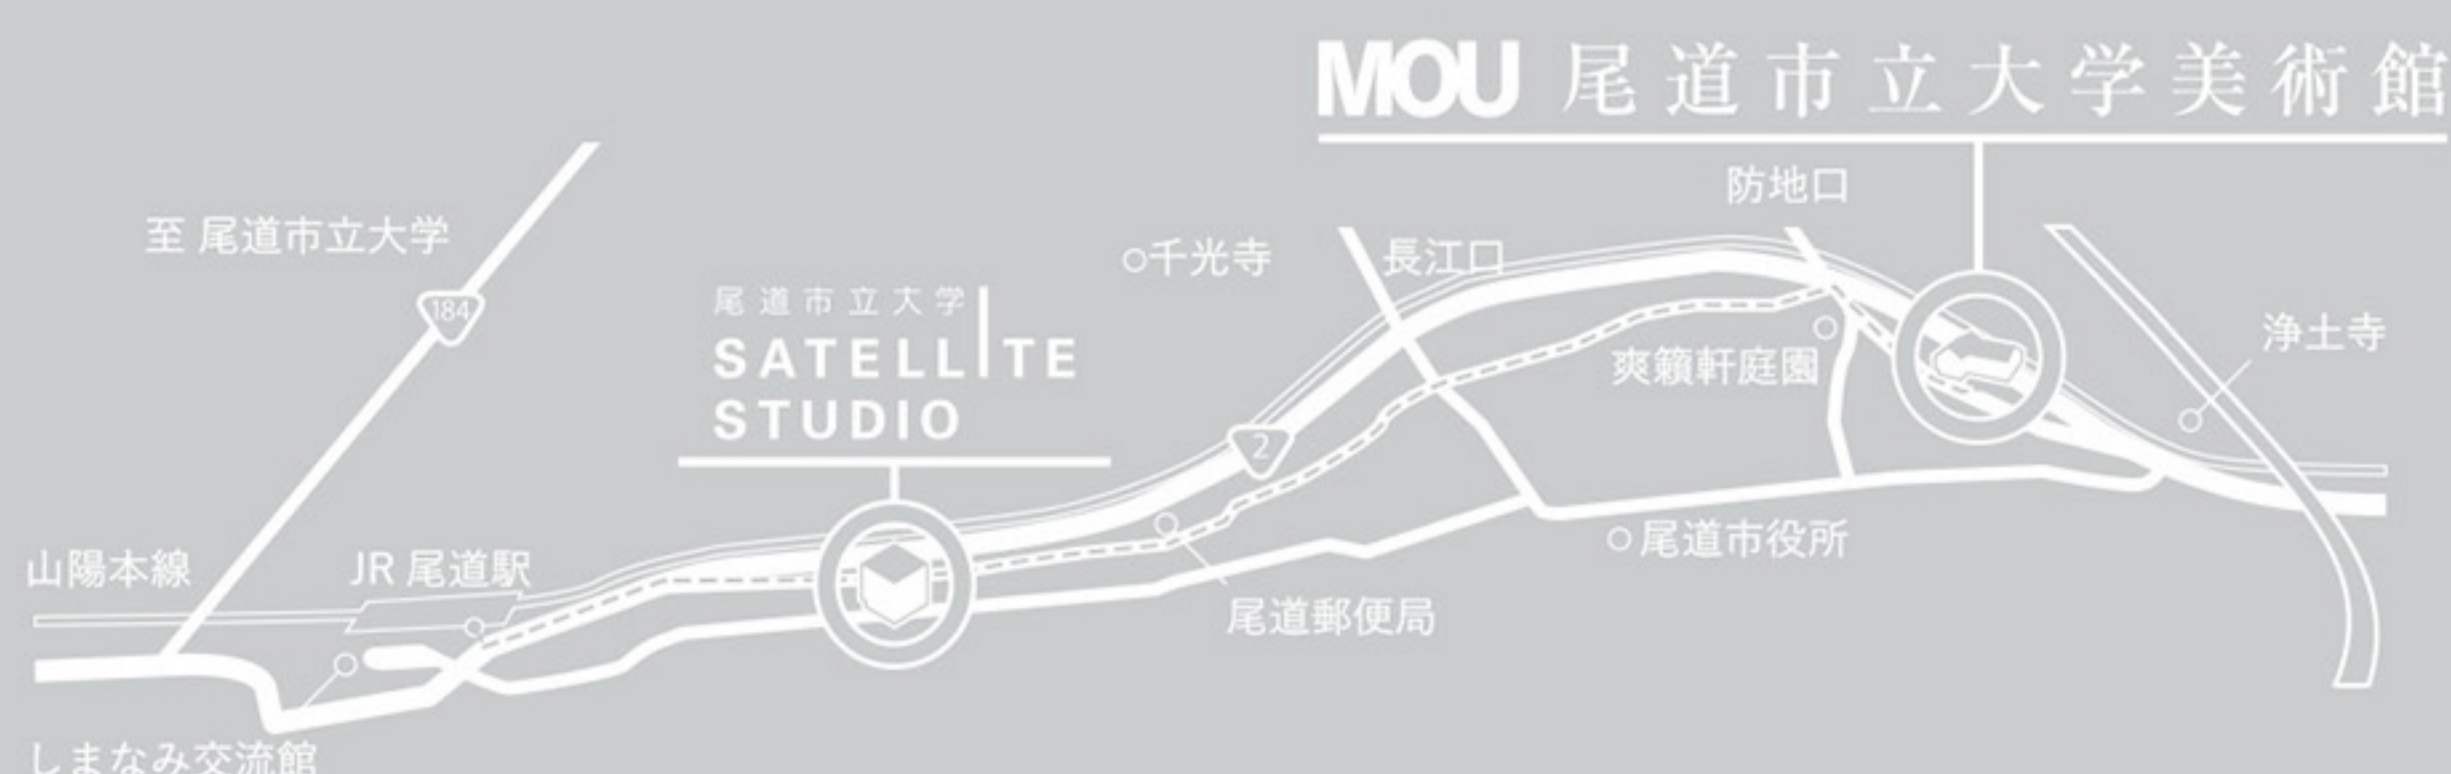 MOU 尾道市立大学美術館
防地口
至 尾道市立大学
184
千光寺
長江口
尾道市立大学
SATELLITE
STUDIO
浄土寺
爽籟軒庭園
2
尾道市役所
山陽本線
JR 尾道駅
尾道郵便局
しまなみ交流館